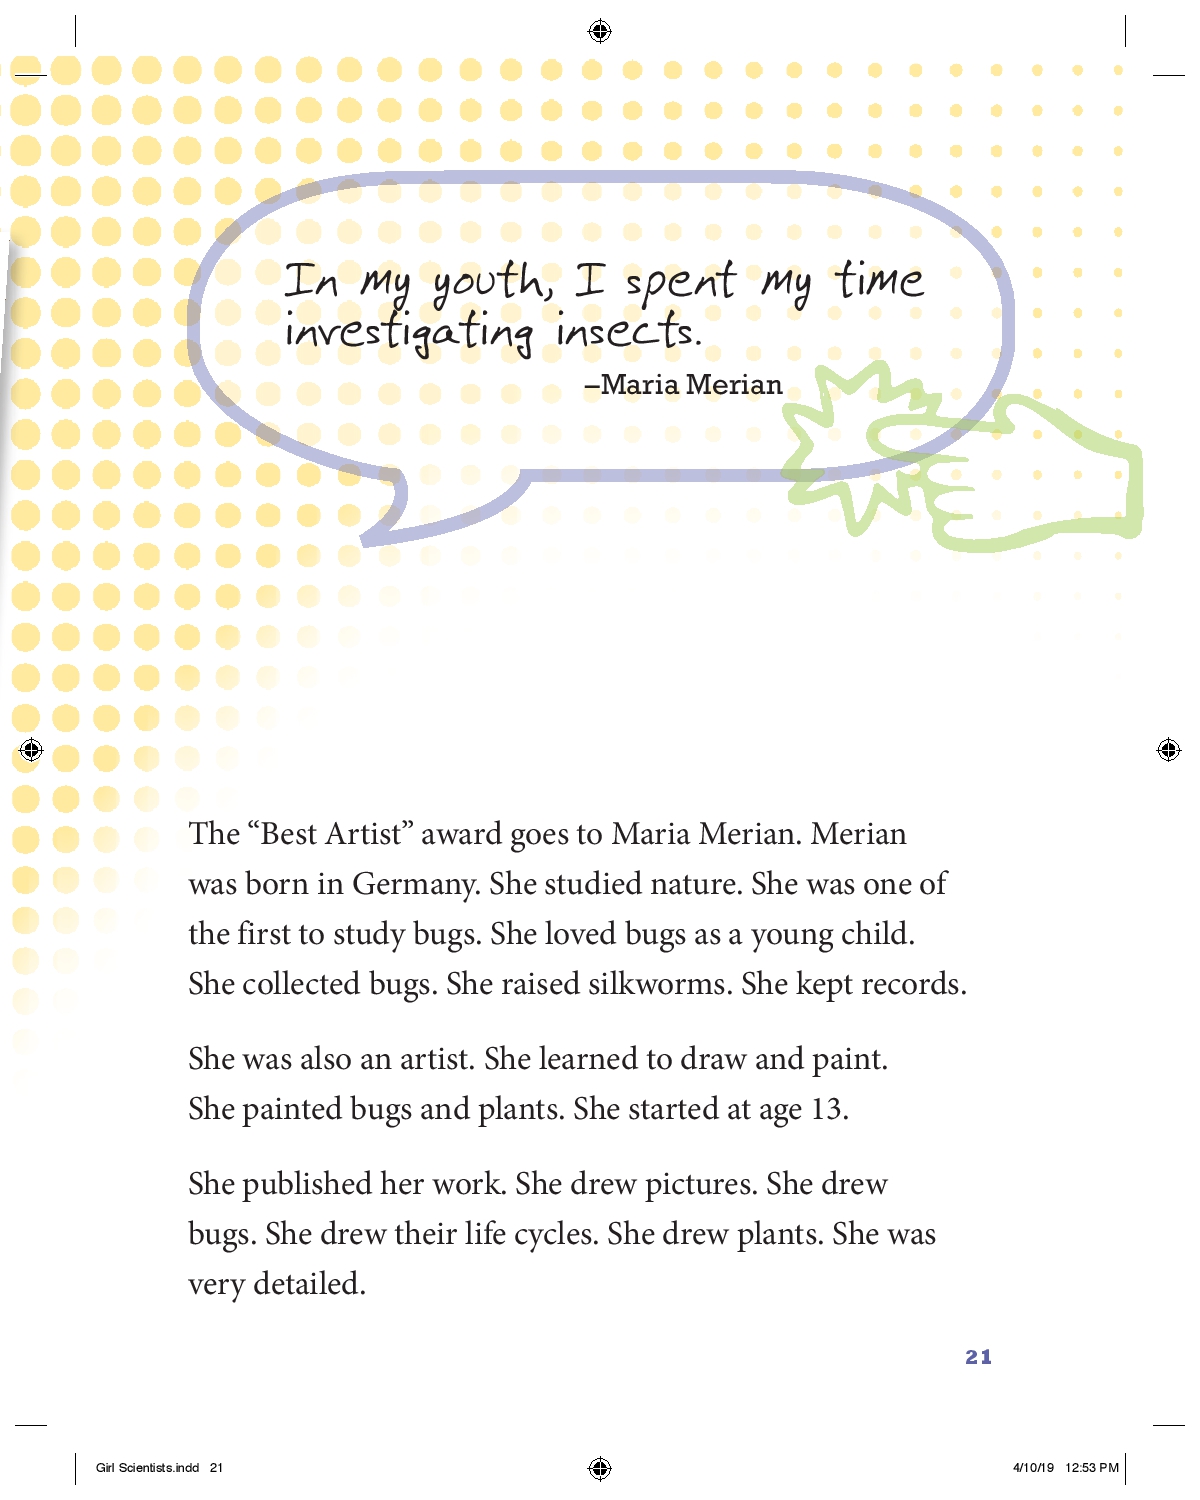 In my youth, I spent my time
investigating insects.
–Maria Merian
The “Best Artist” award goes to Maria Merian. Merian
was born in Germany. She studied nature. She was one of
the first to study bugs. She loved bugs as a young child.
She collected bugs. She raised silkworms. She kept records.
She was also an artist. She learned to draw and paint.
She painted bugs and plants. She started at age 13.
She published her work. She drew pictures. She drew
bugs. She drew their life cycles. She drew plants. She was
very detailed.
21
Girl Scientists.indd 21
4/10/19 12:53 PM